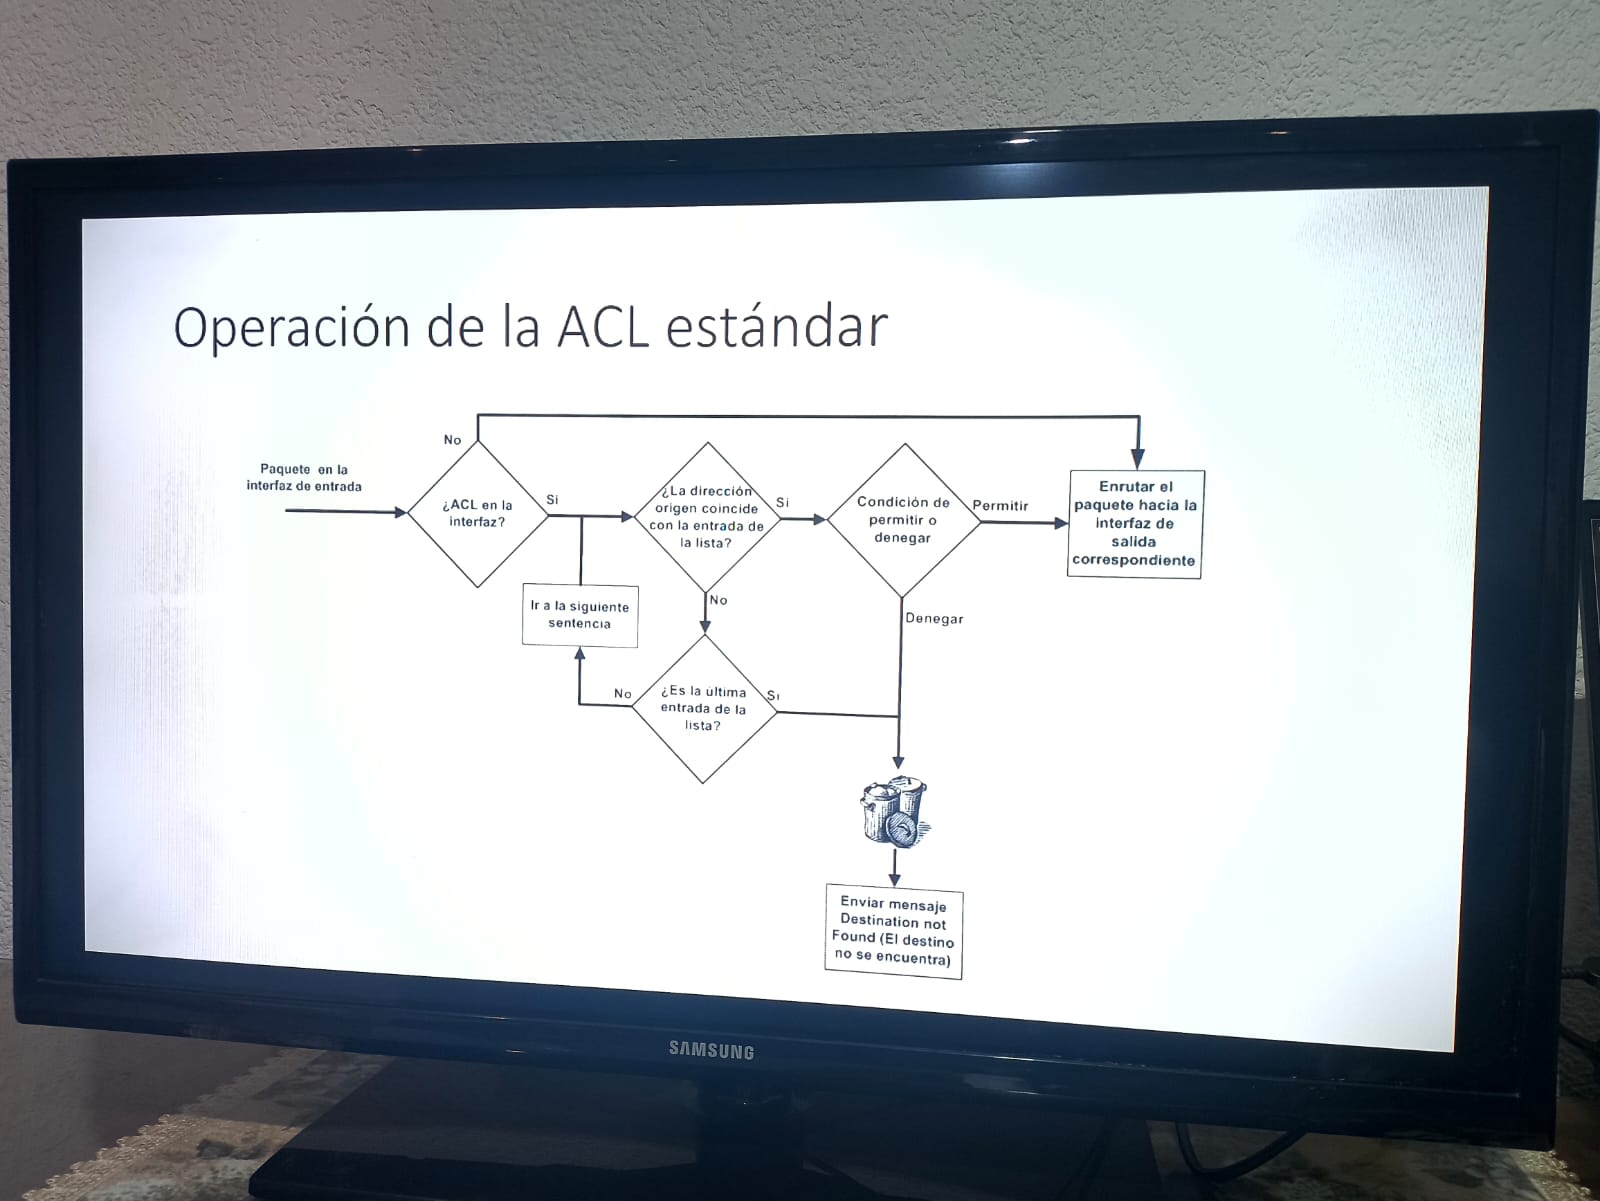 Operación de la ACL estándar
No
Paquete en la
interfaz de entrada
¿ACL en la
interfaz?
Si
¿La dirección
origen coincide
con la entrada de
la lista?
Si
Condición de
permitir o
denegar
Permitir
Enrutar el
paquete hacia la
interfaz de
salida
correspondiente
Ir a la siguiente
sentencia
No
Denegar
No
¿Es la última
entrada de la
lista?
Si
Enviar mensaje
Destination not
Found (El destino
no se encuentra)
SAMSUNG